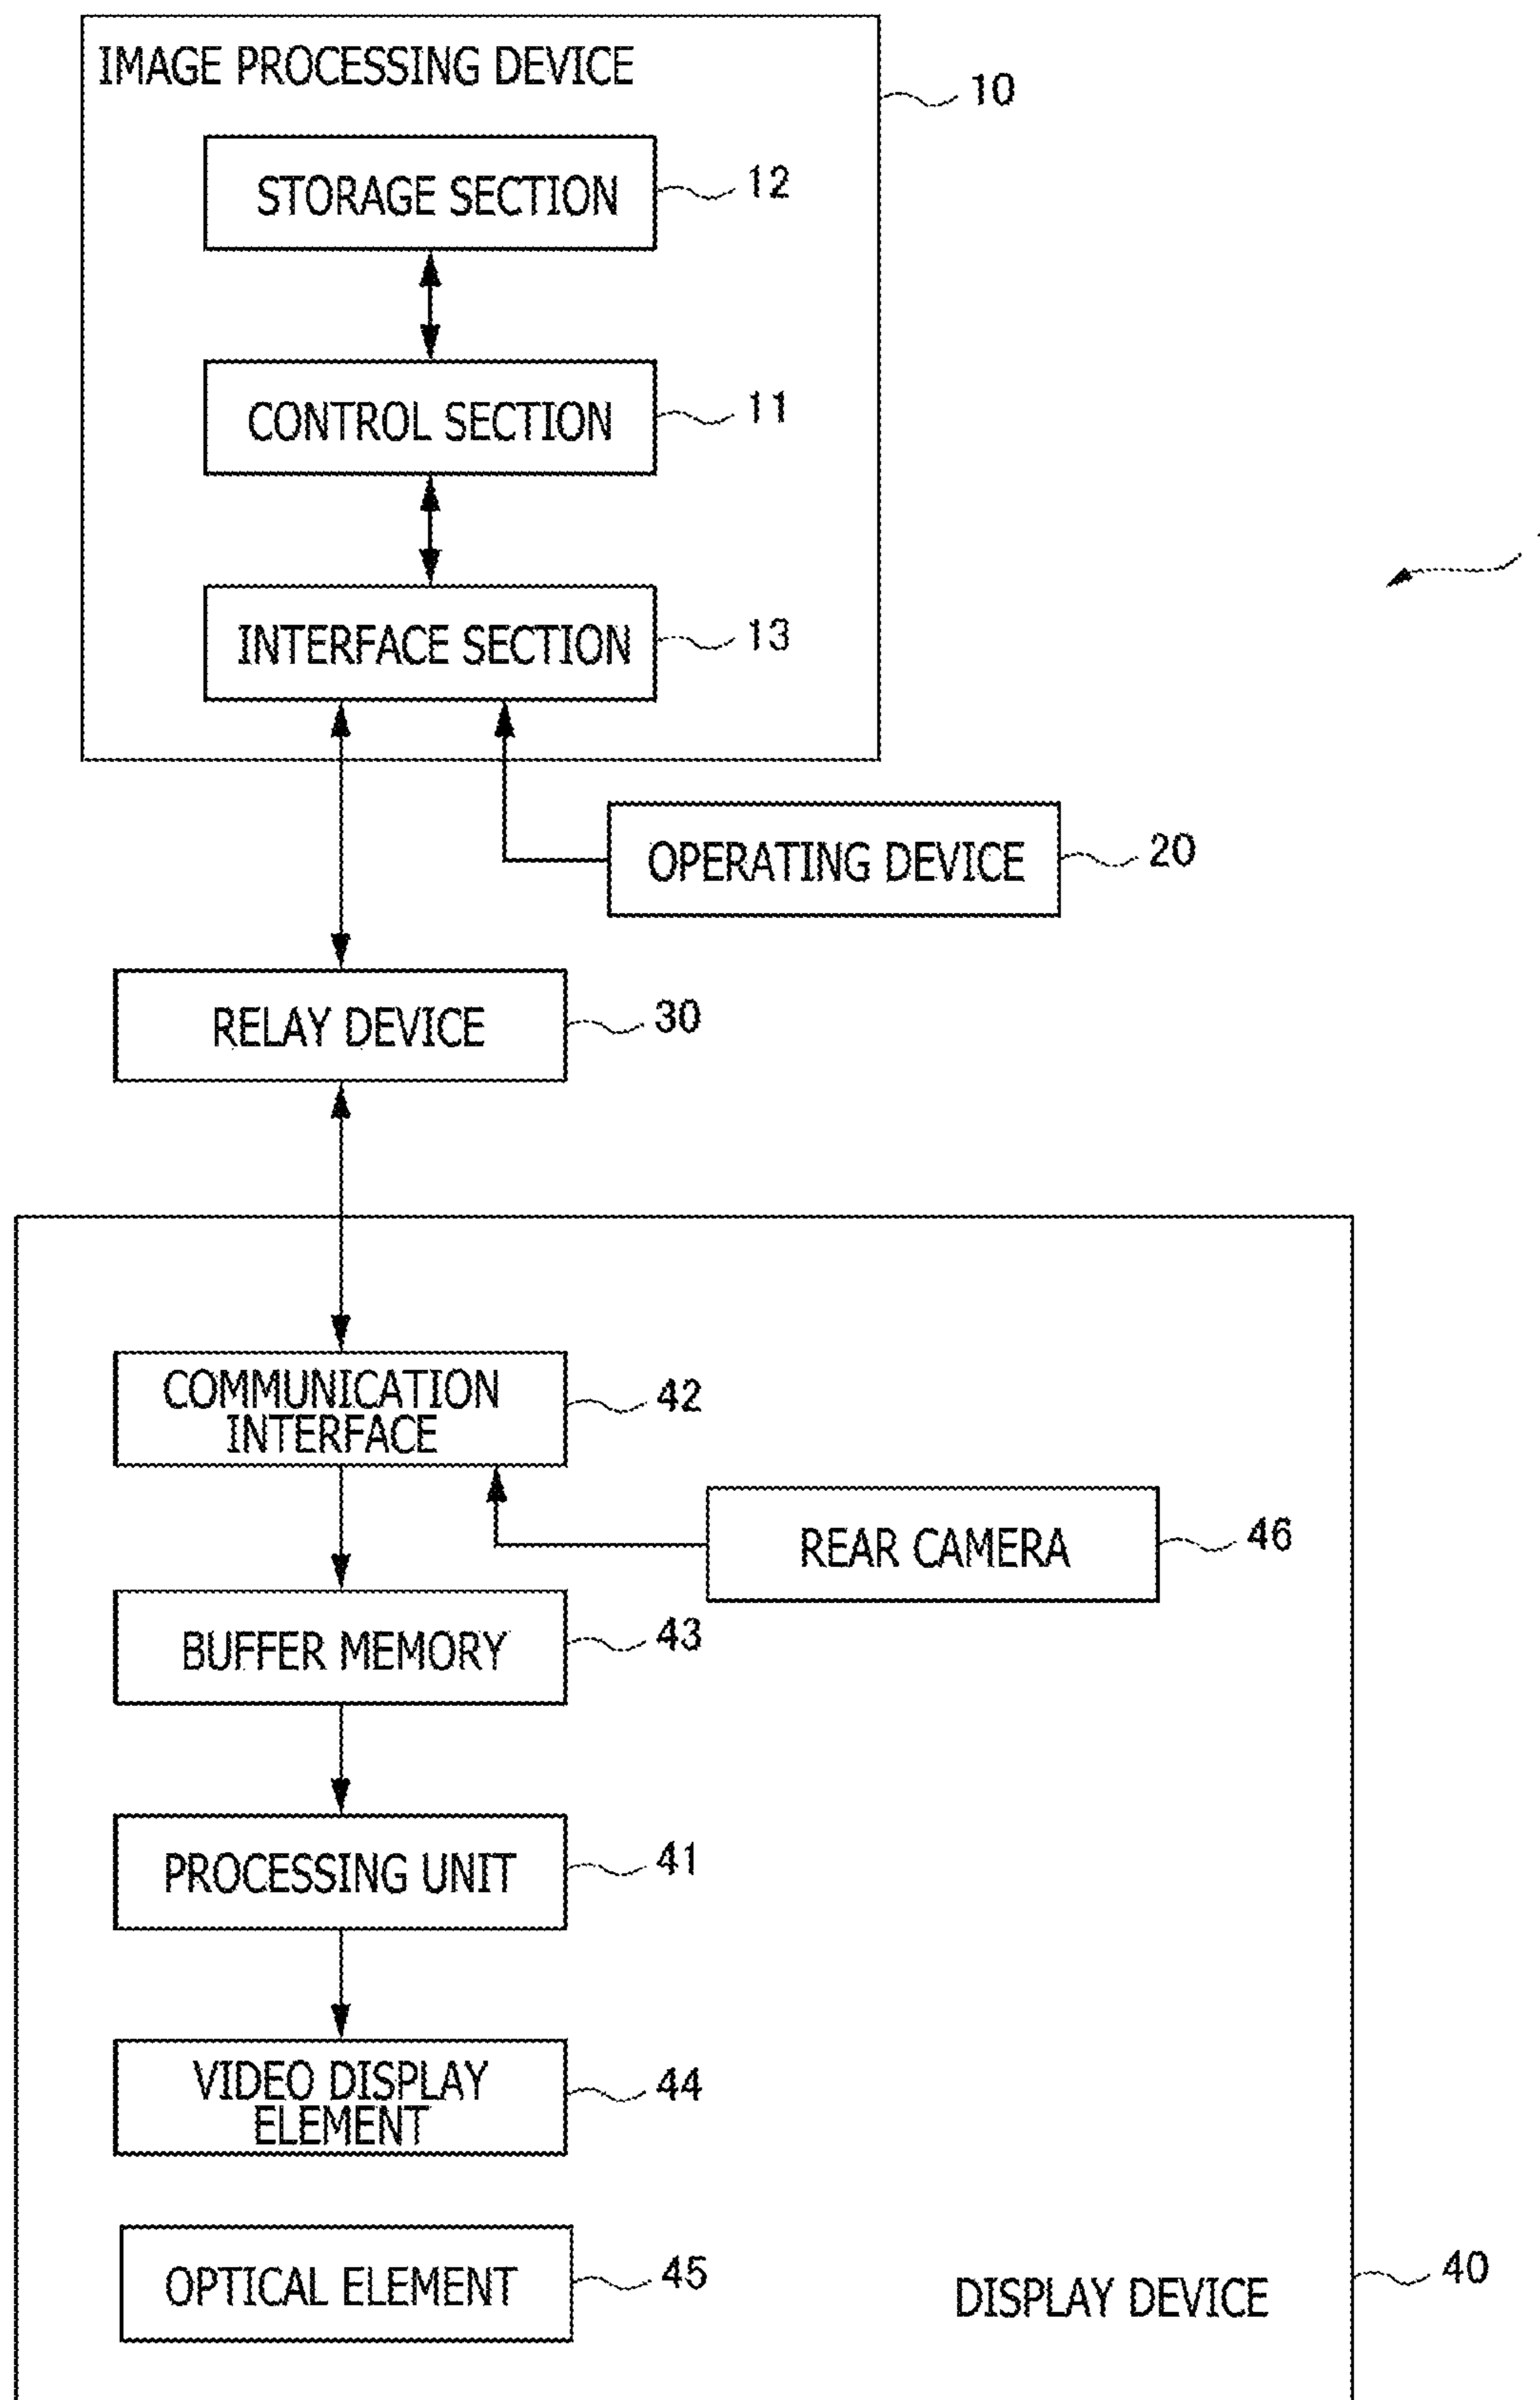 IMAGE PROCESSING DEVICE
10
STORAGE SECTION
12
CONTROL SECTION
11
INTERFACE SECTION
13
OPERATING DEVICE
20
RELAY DEVICE
30
COMMUNICATION
INTERFACE
42
REAR CAMERA
46
BUFFER MEMORY
43
PROCESSING UNIT
41
VIDEO DISPLAY
ELEMENT
44
OPTICAL ELEMENT
45
DISPLAY DEVICE
40